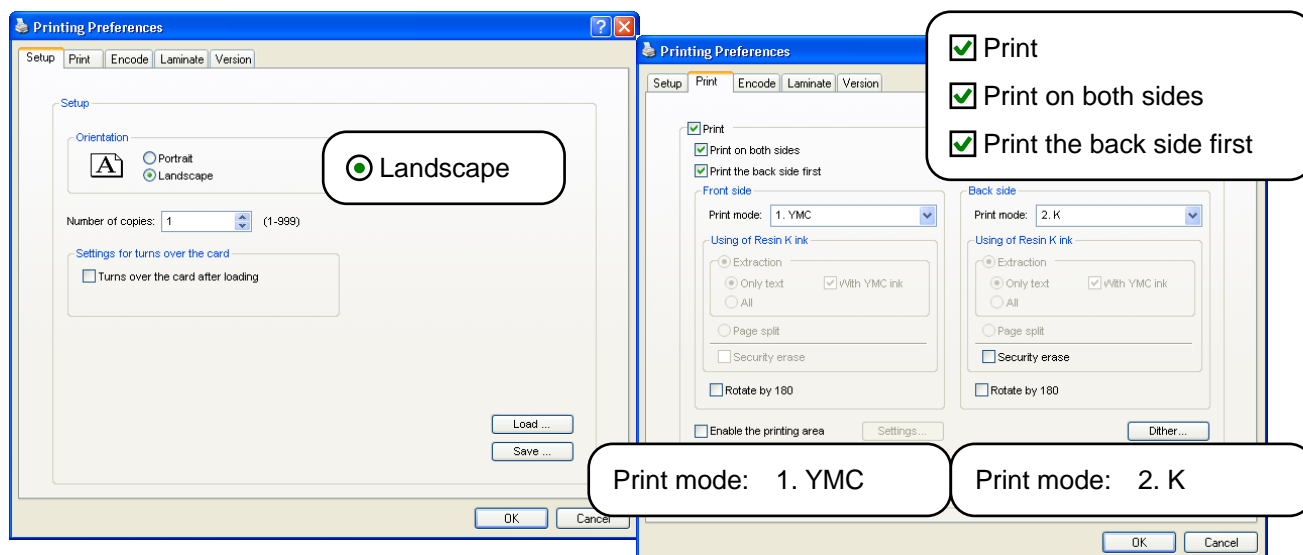 Printing Preferences
Setup Print Encode Laminate Version
Setup
Orientation
A
Portrait
Landscape
Landscape
Number of copies: 1 (1-999)
Settings for turns over the card
Turns over the card after loading
Load ...
Save ...
OK Cancel
Printing Preferences
Setup Print Encode Laminate Version
Print
Print on both sides
Print the back side first
Print
Print on both sides
Print the back side first
Front side
Print mode: 1. YMC
Using of Resin K ink
Extraction
Only text With YMC ink
All
Page split
Security erase
Rotate by 180
Back side
Print mode: 2. K
Using of Resin K ink
Extraction
Only text With YMC ink
All
Page split
Security erase
Rotate by 180
Enable the printing area Settings... Dither...
Print mode: 1. YMC
Print mode: 2. K
OK Cancel